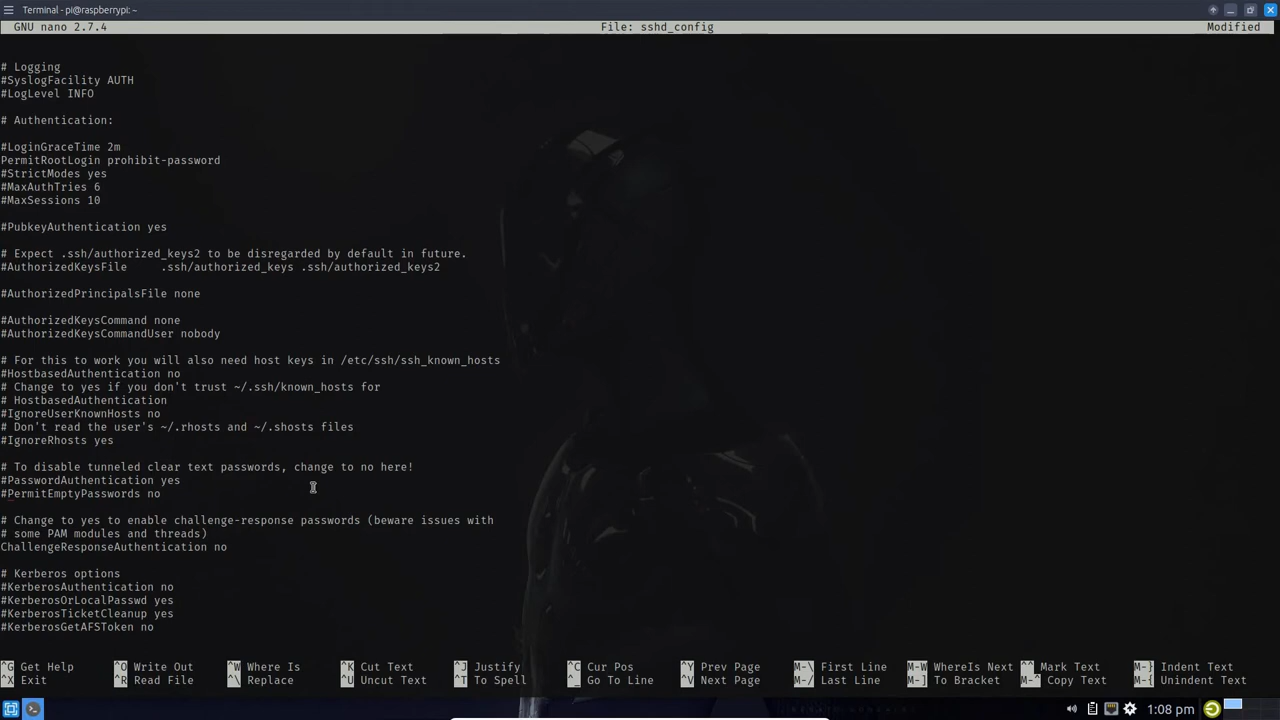 Terminal - pi@raspberrypi: ~
GNU nano 2.7.4 File: sshd_config Modified
# Logging
#SyslogFacility AUTH
#LogLevel INFO
# Authentication:
#LoginGraceTime 2m
PermitRootLogin prohibit-password
#StrictModes yes
#MaxAuthTries 6
#MaxSessions 10
#PubkeyAuthentication yes
# Expect .ssh/authorized_keys2 to be disregarded by default in future.
#AuthorizedKeysFile .ssh/authorized_keys .ssh/authorized_keys2
#AuthorizedPrincipalsFile none
#AuthorizedKeysCommand none
#AuthorizedKeysCommandUser nobody
# For this to work you will also need host keys in /etc/ssh/ssh_known_hosts
#HostbasedAuthentication no
# Change to yes if you don't trust ~/.ssh/known_hosts for
# HostbasedAuthentication
#IgnoreUserKnownHosts no
# Don't read the user's ~/.rhosts and ~/.shosts files
#IgnoreRhosts yes
# To disable tunneled clear text passwords, change to no here!
#PasswordAuthentication yes
#PermitEmptyPasswords no
# Change to yes to enable challenge-response passwords (beware issues with
# some PAM modules and threads)
ChallengeResponseAuthentication no
# Kerberos options
#KerberosAuthentication no
#KerberosOrLocalPasswd yes
#KerberosTicketCleanup yes
#KerberosGetAFSToken no
^G Get Help ^O Write Out ^W Where Is ^K Cut Text ^J Justify ^C Cur Pos ^Y Prev Page M-\ First Line M-W WhereIs Next ^^ Mark Text M-} Indent Text
^X Exit ^R Read File ^\ Replace ^U Uncut Text ^T To Spell ^_ Go To Line ^V Next Page M-/ Last Line M-] To Bracket M-^ Copy Text M-{ Unindent Text
1:08 pm